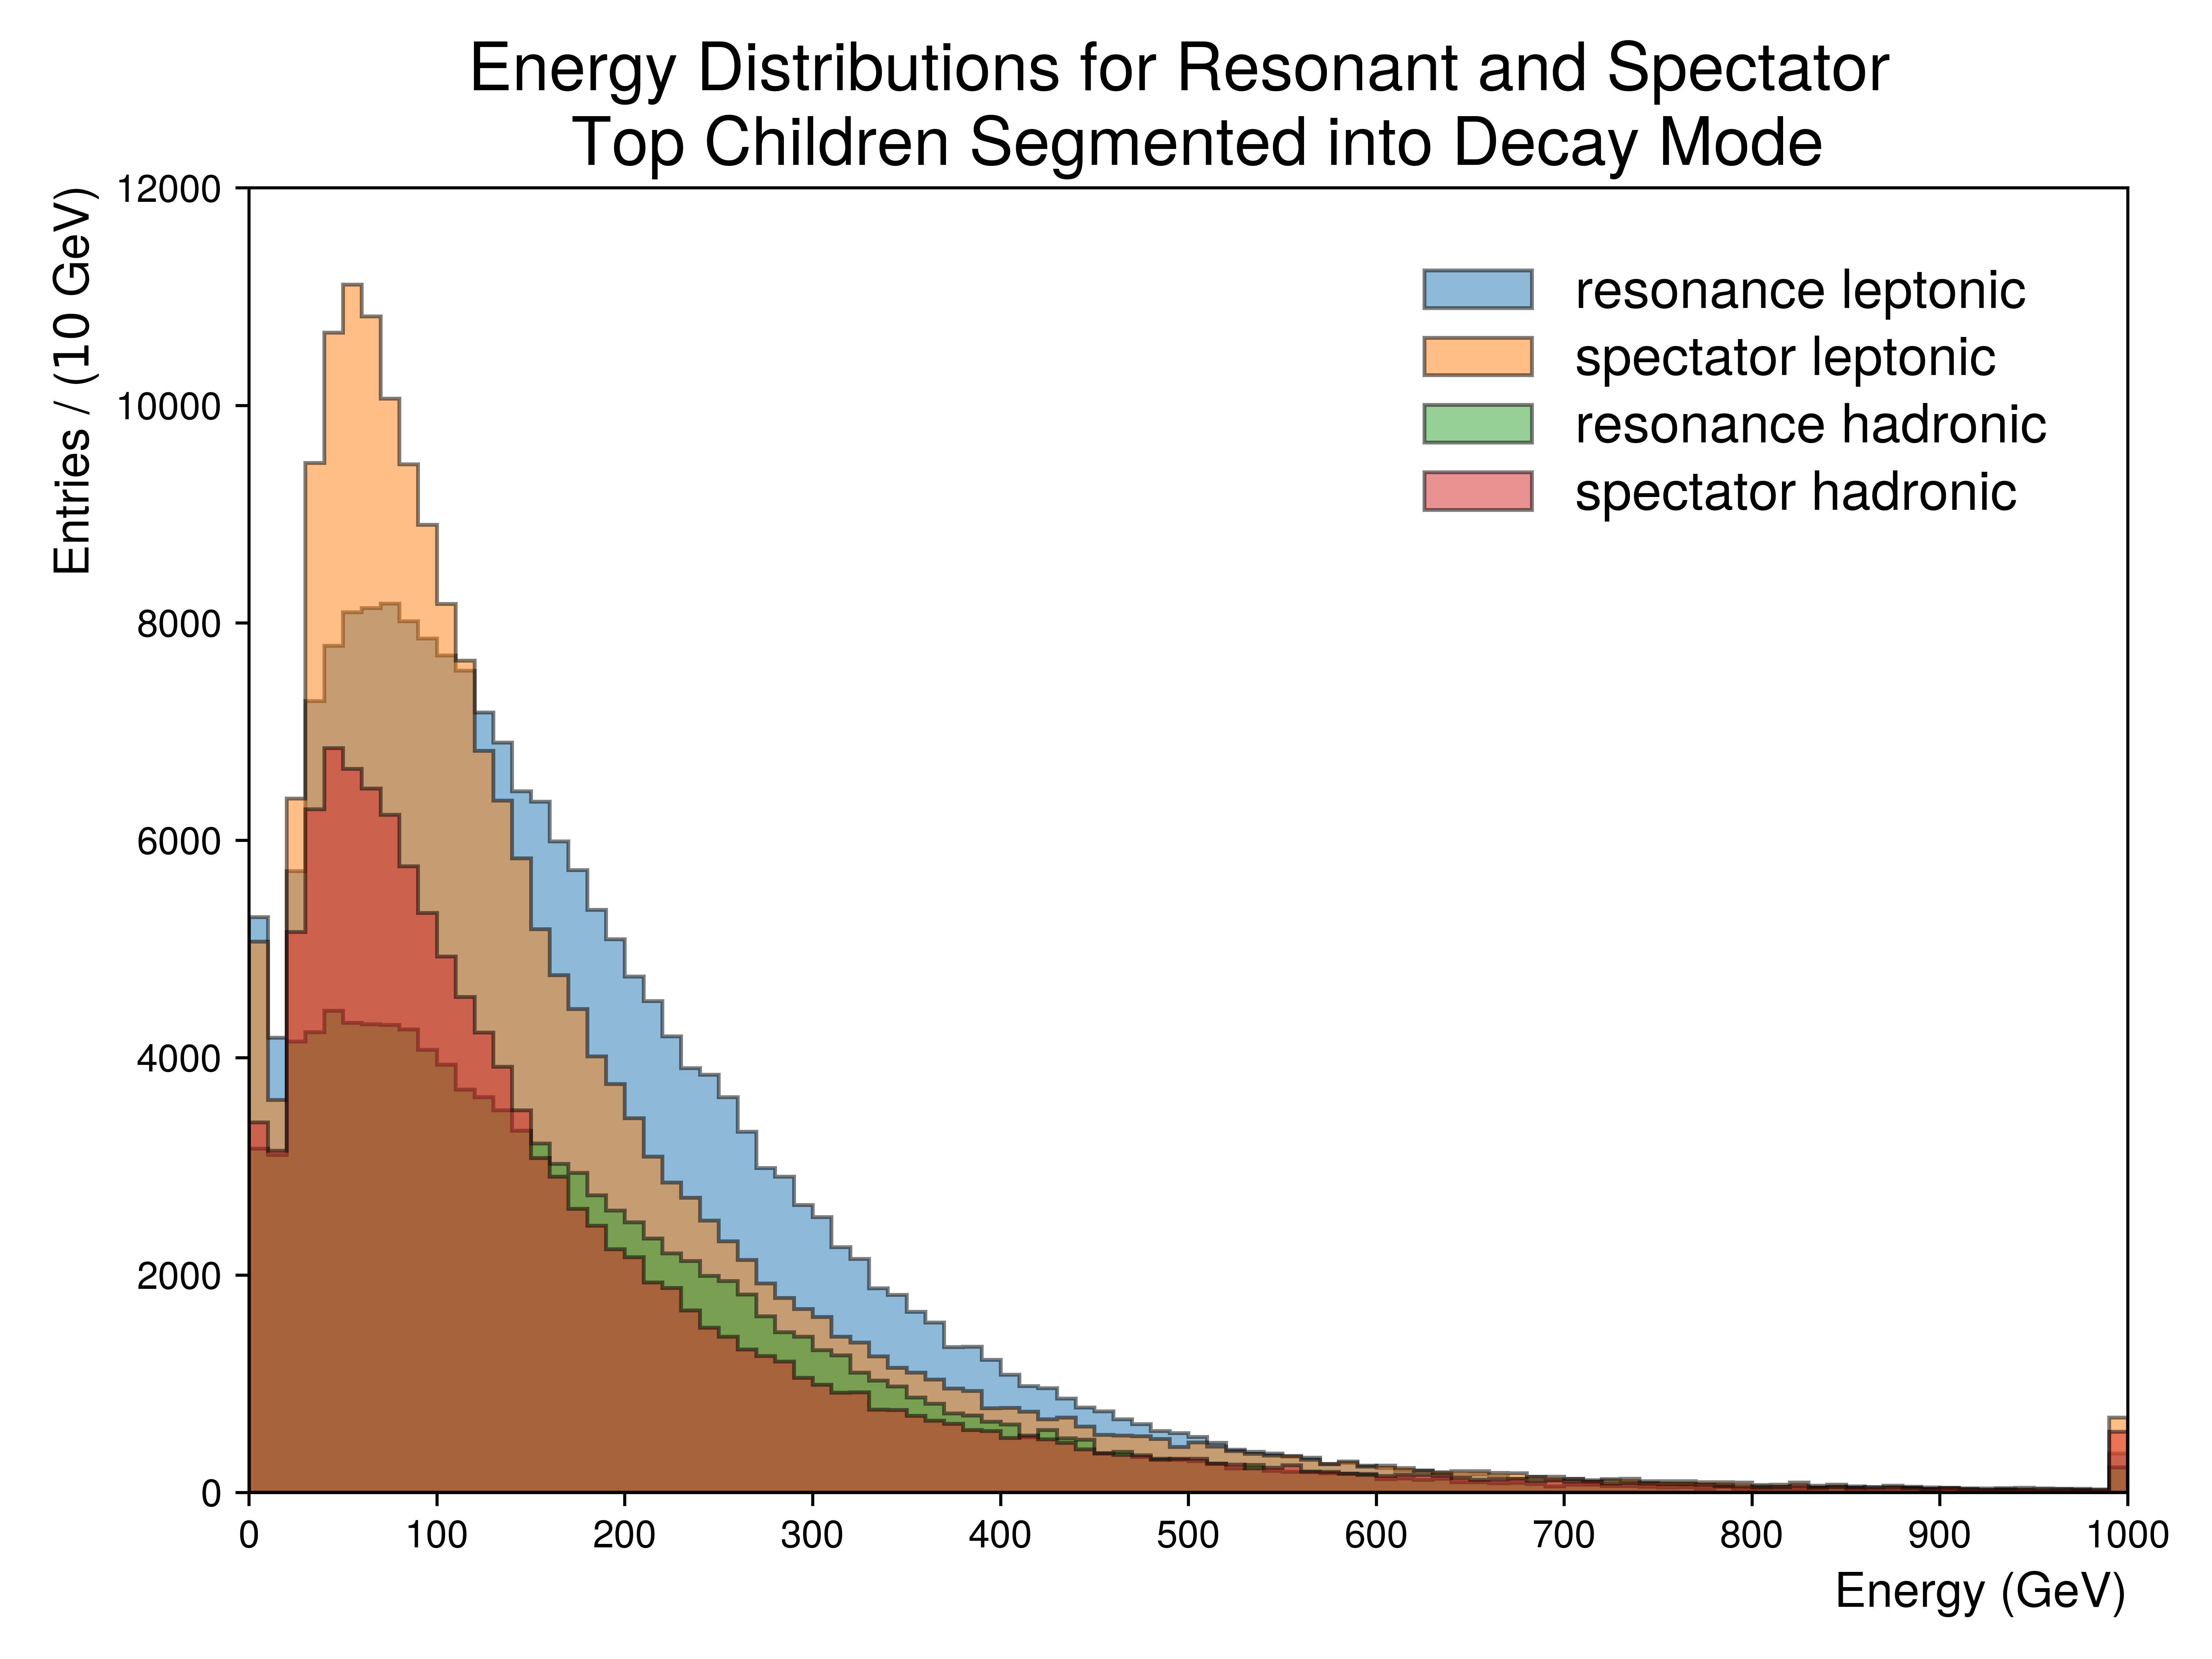 Energy Distributions for Resonant and Spectator
Top Children Segmented into Decay Mode
Entries / (10 GeV)
12000
10000
8000
6000
4000
2000
0
resonance leptonic
spectator leptonic
resonance hadronic
spectator hadronic
0 100 200 300 400 500 600 700 800 900 1000
Energy (GeV)